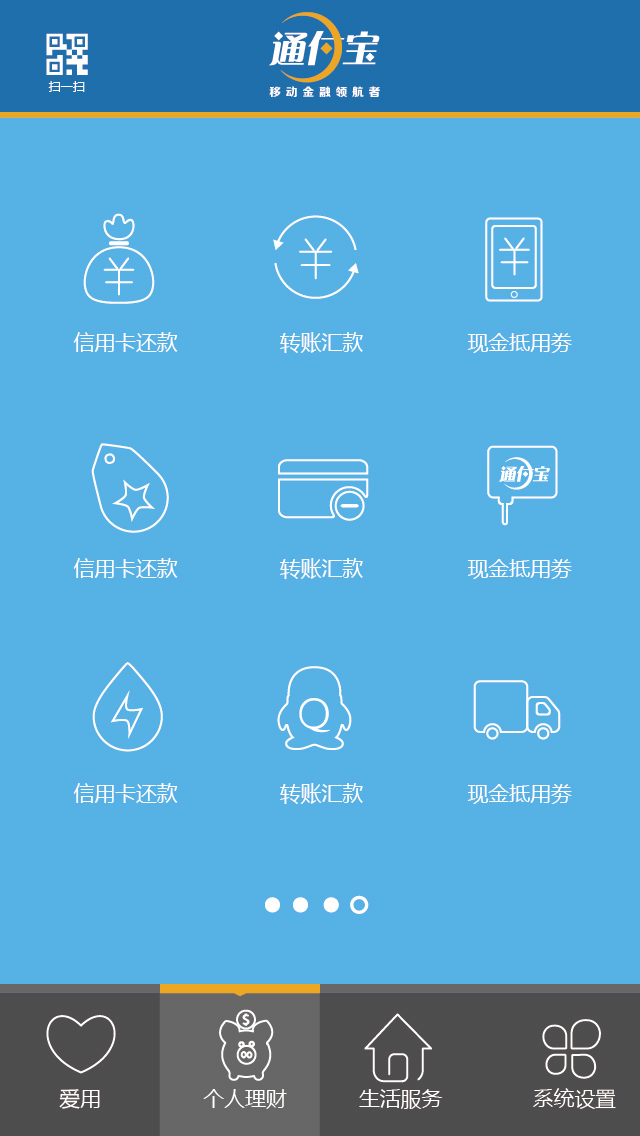 通付宝
扫一扫
移动金融领航者
信用卡还款
转账汇款
现金抵用券
通付宝
信用卡还款
转账汇款
现金抵用券
信用卡还款
转账汇款
现金抵用券
爱用
个人理财
生活服务
系统设置